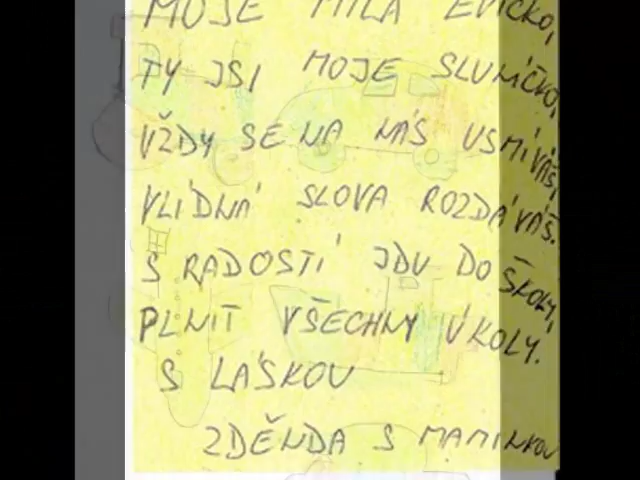 MOJE MILÁ EVIČKO,
TY JSI MOJE SLUNÍČKO,
VŽDY SE NA NÁS USMÍVÁŠ,
VLÍDNÁ SLOVA ROZDÁVÁŠ.
S RADOSTÍ JDU DO ŠKOLY,
PLNIT VŠECHNY ÚKOLY.
S LÁSKOU
ZDĚNDA S MAMINKOU